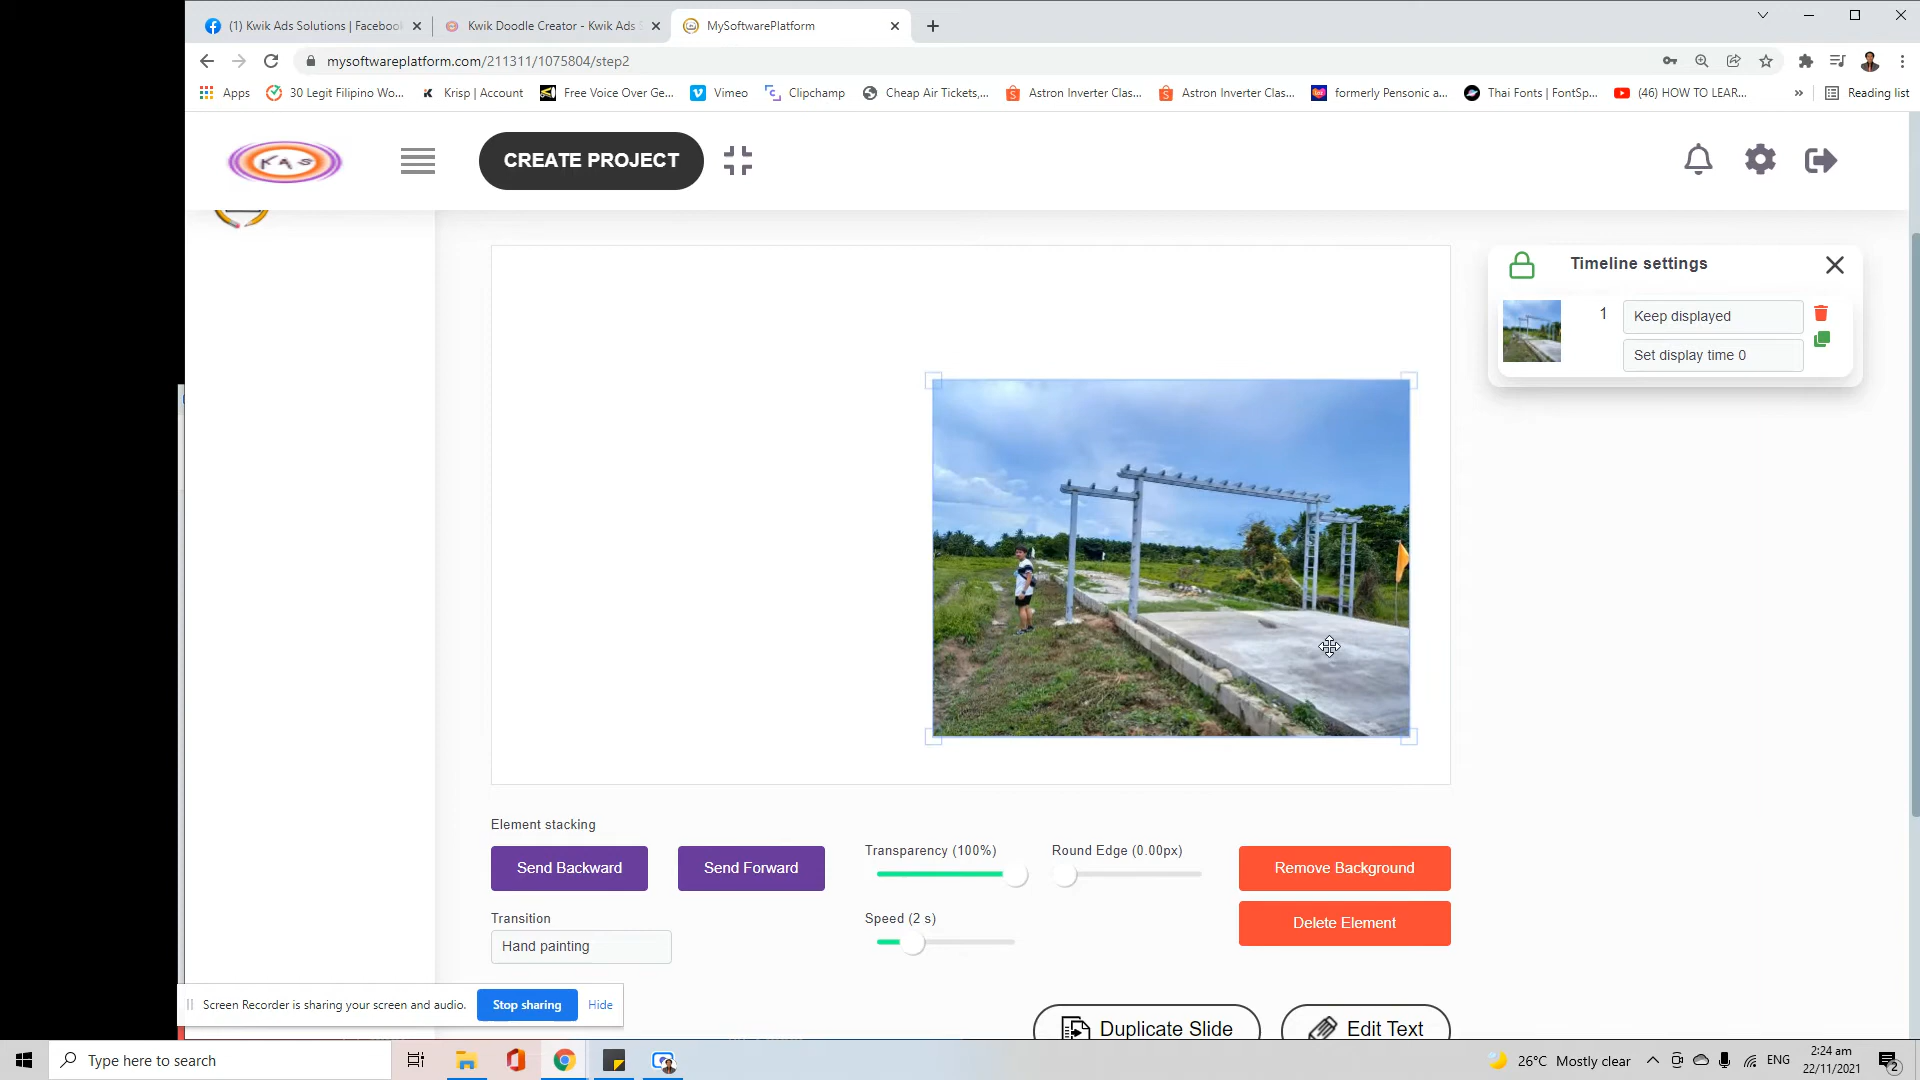 (1) Kwik Ads Solutions | Facebook
Kwik Doodle Creator - Kwik Ads S
MySoftwarePlatform
mysoftwareplatform.com/211311/1075804/step2
Apps
30 Legit Filipino Wo...
Krisp | Account
Free Voice Over Ge...
Vimeo
Clipchamp
Cheap Air Tickets,...
Astron Inverter Clas...
Astron Inverter Clas...
formerly Pensonic a...
Thai Fonts | FontSp...
(46) HOW TO LEAR...
»
Reading list
KAS
CREATE PROJECT
Timeline settings
1
Keep displayed
Set display time 0
Element stacking
Send Backward
Send Forward
Transparency (100%)
Round Edge (0.00px)
Remove Background
Transition
Speed (2 s)
Delete Element
Hand painting
Screen Recorder is sharing your screen and audio.
Stop sharing
Hide
Duplicate Slide
Edit Text
Type here to search
26°C Mostly clear
ENG
2:24 am
22/11/2021
2